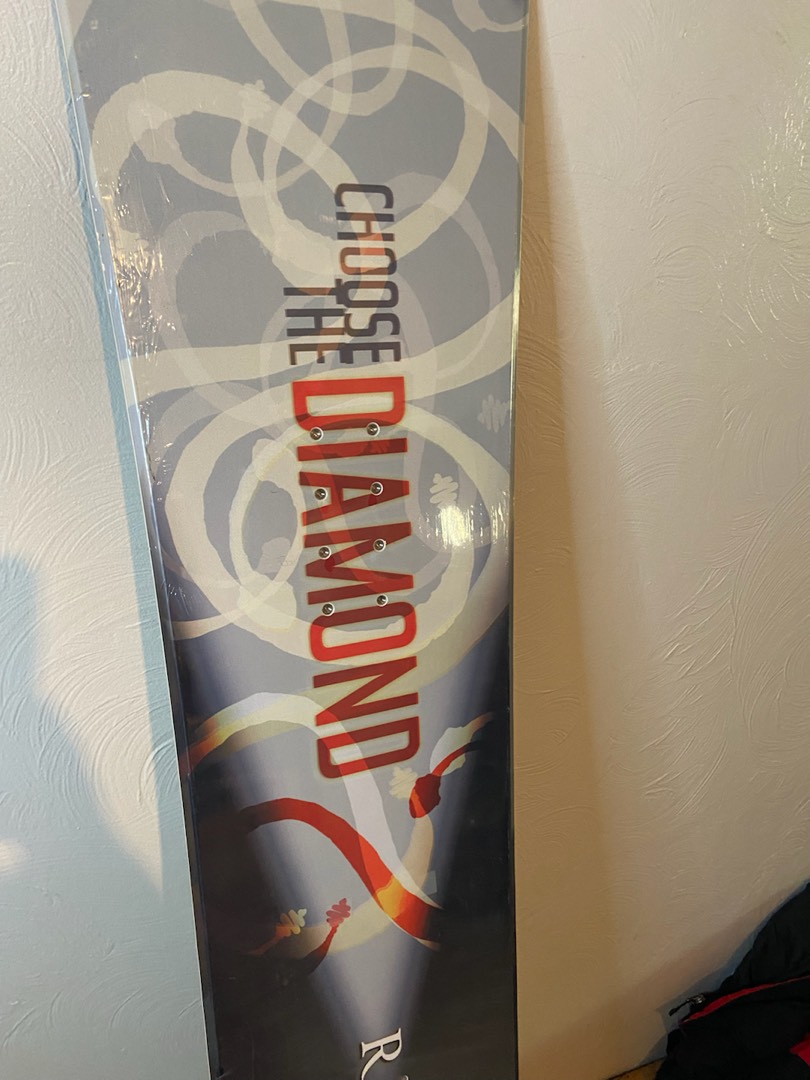 CHOOSE
THE
DIAMOND
R